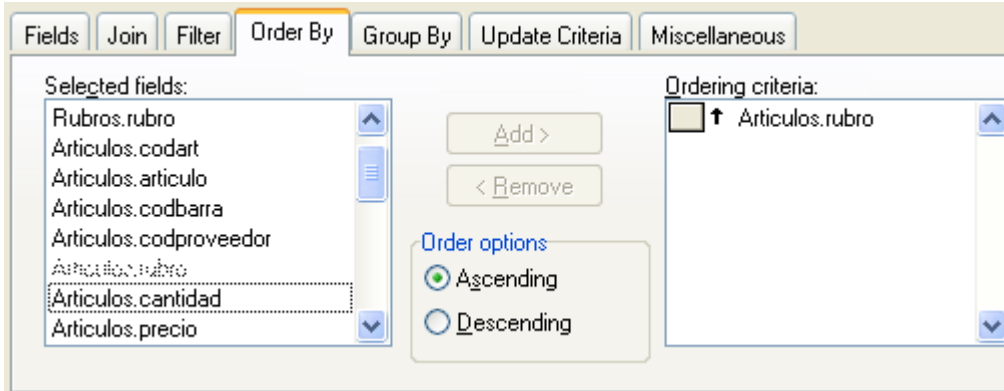 Fields Join Filter Order By Group By Update Criteria Miscellaneous
Selected fields:
Rubros.rubro
Articulos.codart
Articulos.articulo
Articulos.codbarra
Articulos.codproveedor
Articulos.rubro
Articulos.cantidad
Articulos.precio
Add >
< Remove
Order options
Ascending
Descending
Ordering criteria:
Articulos.rubro